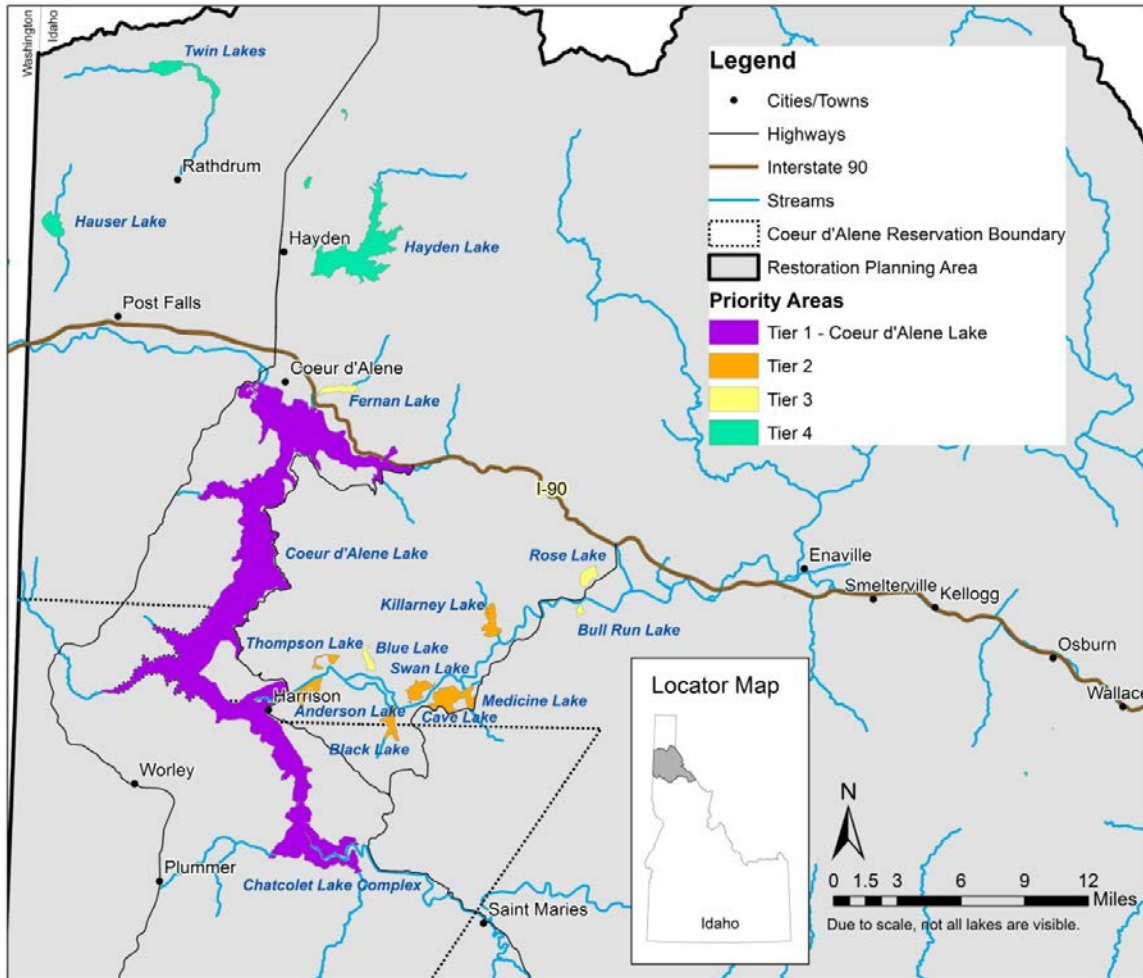 Washington
Idaho
Twin Lakes
Rathdrum
Hauser Lake
Hayden
Hayden Lake
Post Falls
Coeur d'Alene
Fernan Lake
I-90
Coeur d'Alene Lake
Rose Lake
Enaville
Smelterville
Kellogg
Killarney Lake
Bull Run Lake
Thompson Lake
Blue Lake
Swan Lake
Osburn
Medicine Lake
Harrison
Anderson Lake
Cave Lake
Wallace
Black Lake
Worley
Plummer
Chatcolet Lake Complex
Saint Maries
Legend
Cities/Towns
Highways
Interstate 90
Streams
Coeur d'Alene Reservation Boundary
Restoration Planning Area
Priority Areas
Tier 1 - Coeur d'Alene Lake
Tier 2
Tier 3
Tier 4
Locator Map
Idaho
N
0 1.5 3 6 9 12
Miles
Due to scale, not all lakes are visible.